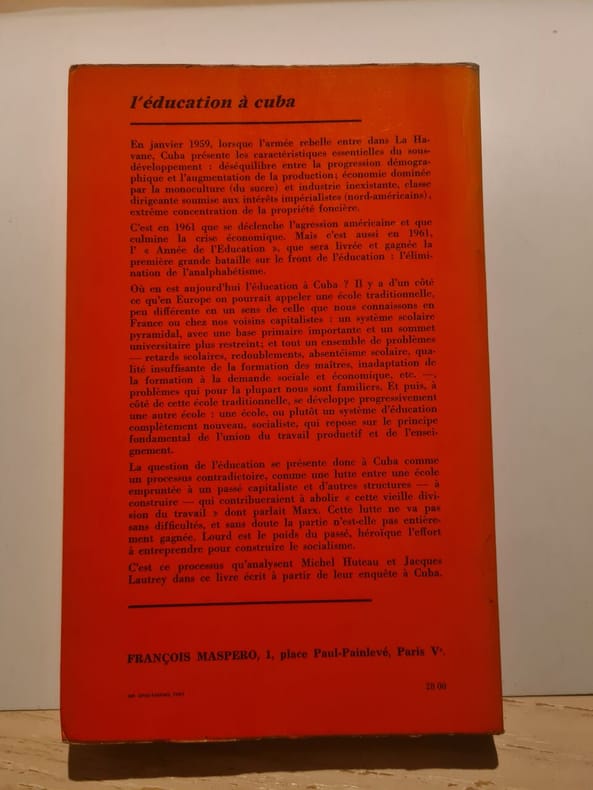 l'éducation à cuba
En janvier 1959, lorsque l'armée rebelle entre dans La Ha-
vane, Cuba présente les caractéristiques essentielles du sous-
développement : déséquilibre entre la progression démogra-
phique et l'augmentation de la production; économie dominée
par la monoculture (du sucre) et industrie inexistante, classe
dirigeante soumise aux intérêts impérialistes (nord-américains),
extrême concentration de la propriété foncière.
C'est en 1961 que se déclenche l'agression américaine et que
culmine la crise économique. Mais c'est aussi en 1961,
l' « Année de l'Education », que sera livrée et gagnée la
première grande bataille sur le front de l'éducation : l'élimi-
nation de l'analphabétisme.
Où en est aujourd'hui l'éducation à Cuba ? Il y a d'un côté
ce qu'en Europe on pourrait appeler une école traditionnelle,
peu différente en un sens de celle que nous connaissons en
France ou chez nos voisins capitalistes : un système scolaire
pyramidal, avec une base primaire importante et un sommet
universitaire plus restreint; et tout un ensemble de problèmes
— retards scolaires, redoublements, absentéisme scolaire, qua-
lité insuffisante de la formation des maîtres, inadaptation de
la formation à la demande sociale et économique, etc. —,
problèmes qui pour la plupart nous sont familiers. Et puis, à
côté de cette école traditionnelle, se développe progressivement
une autre école : une école, ou plutôt un système d'éducation
complètement nouveau, socialiste, qui repose sur le principe
fondamental de l'union du travail productif et de l'ensei-
gnement.
La question de l'éducation se présente donc à Cuba comme
un processus contradictoire, comme une lutte entre une école
empruntée à un passé capitaliste et d'autres structures — à
construire — qui contribueraient à abolir « cette vieille divi-
sion du travail » dont parlait Marx. Cette lutte ne va pas
sans difficultés, et sans doute la partie n'est-elle pas entière-
ment gagnée. Lourd est le poids du passé, héroïque l'effort
à entreprendre pour construire le socialisme.
C'est ce processus qu'analysent Michel Huteau et Jacques
Lautrey dans ce livre écrit à partir de leur enquête à Cuba.
FRANÇOIS MASPERO, 1, place Paul-Painlevé, Paris Vᵉ.